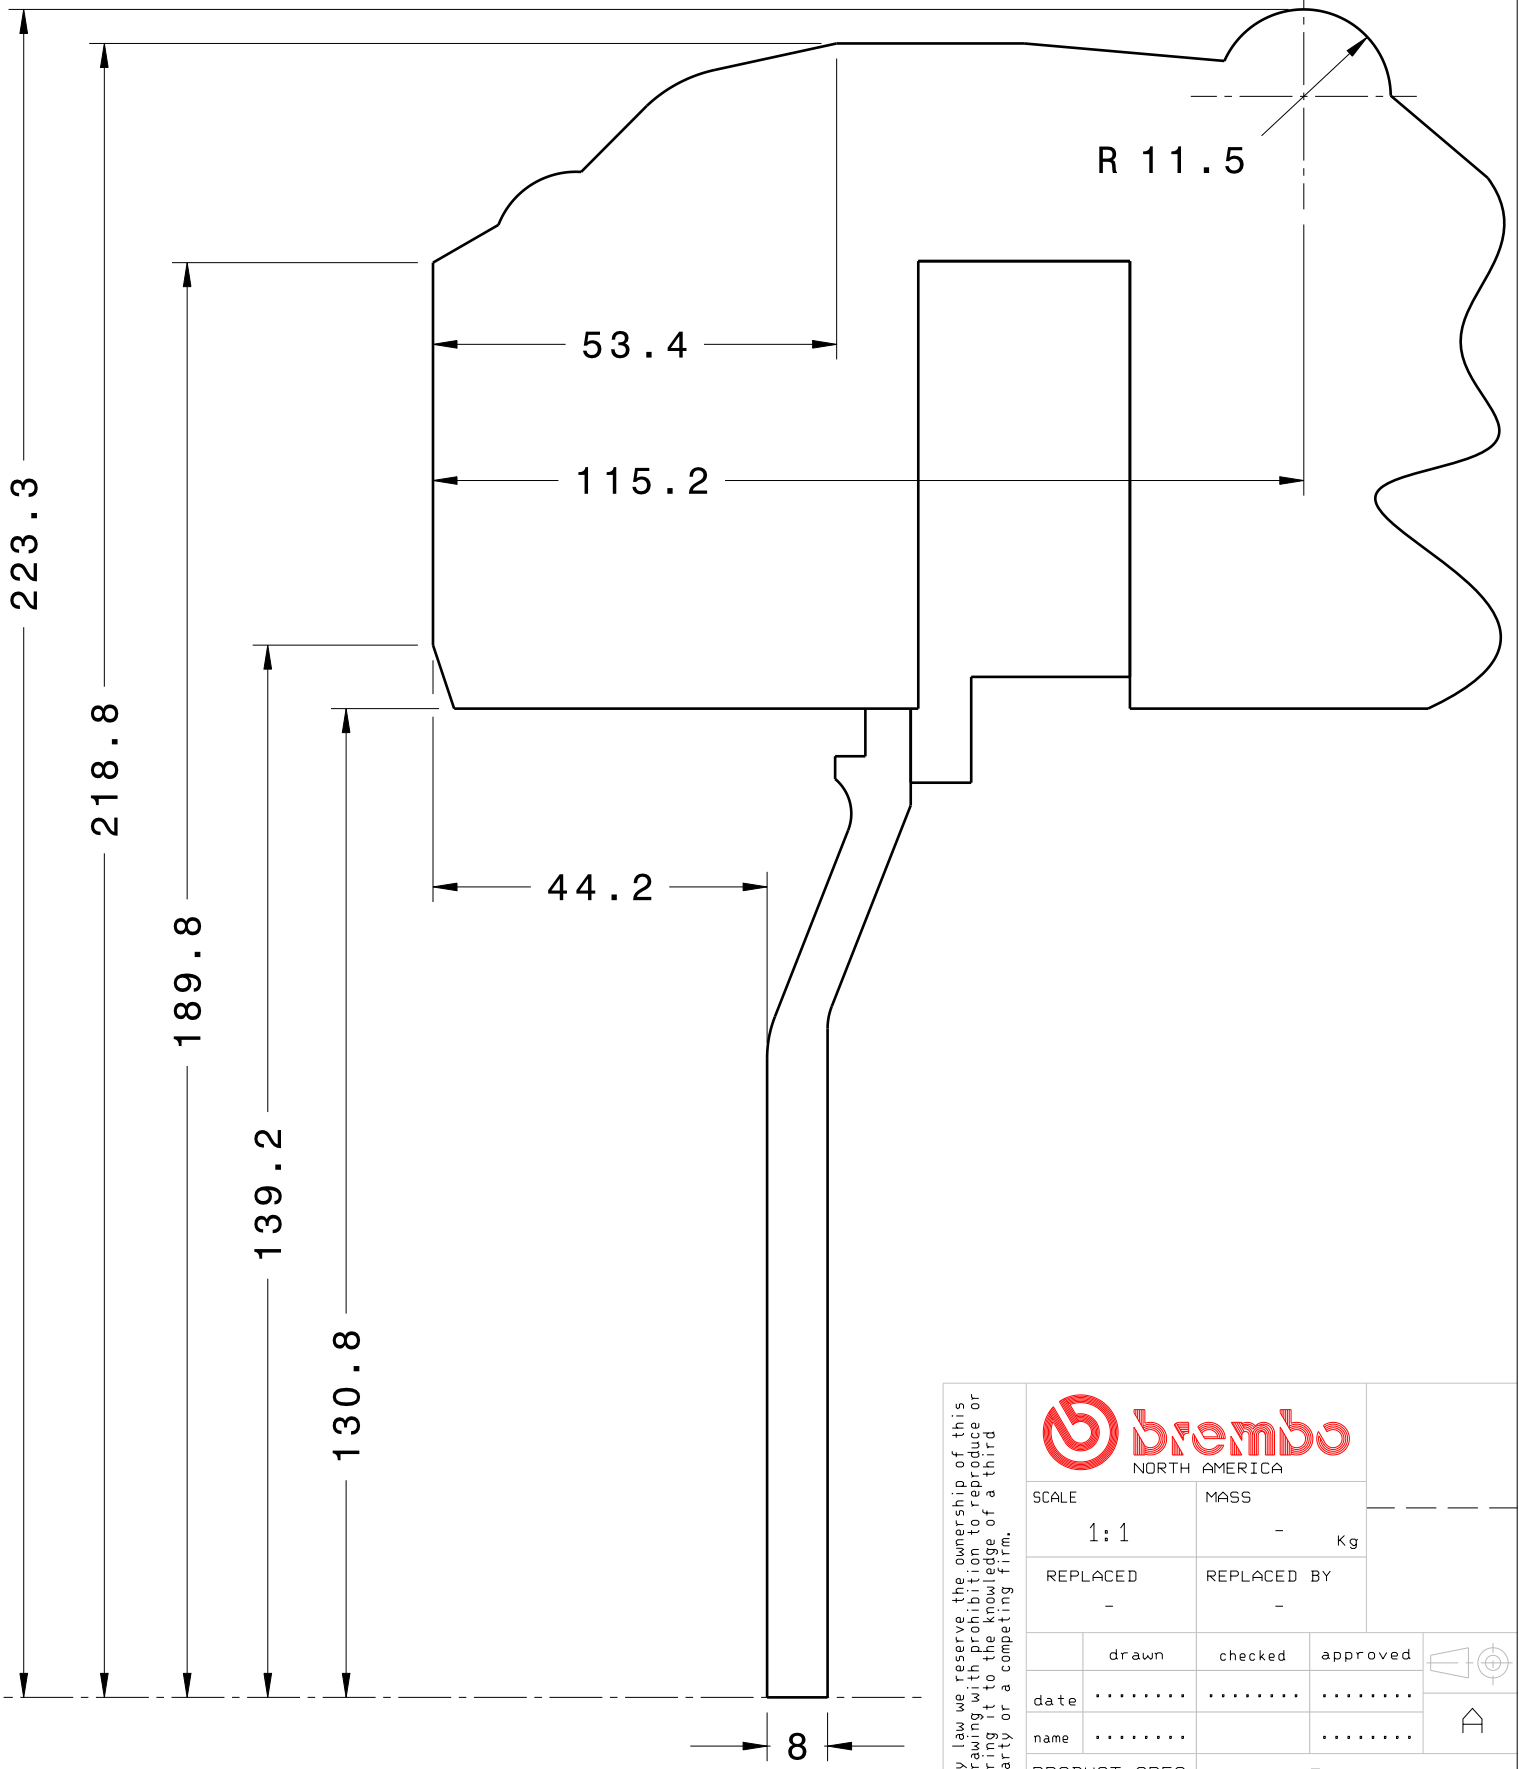 R 11.5
53.4
115.2
223.3
218.8
44.2
189.8
139.2
130.8
8
y law we reserve the ownership of this
rawing with prohibition to reproduce or
ring it to the knowledge of a third
arty or a competing firm.
brembo
NORTH AMERICA
SCALE
1:1
MASS
- Kg
REPLACED
-
REPLACED BY
-
drawn checked approved
date ........ ........ ........
name ........ ........
A